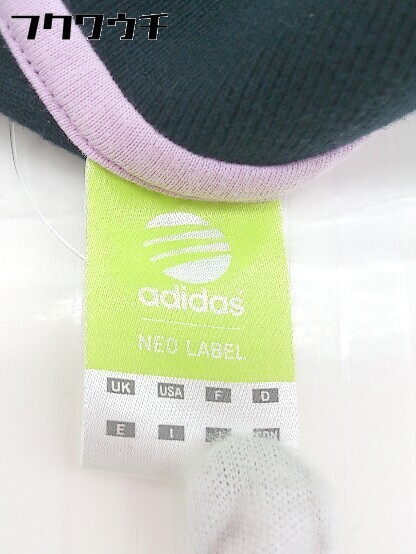 フクワウチ
adidas
NEO LABEL
UK USA F D
E I